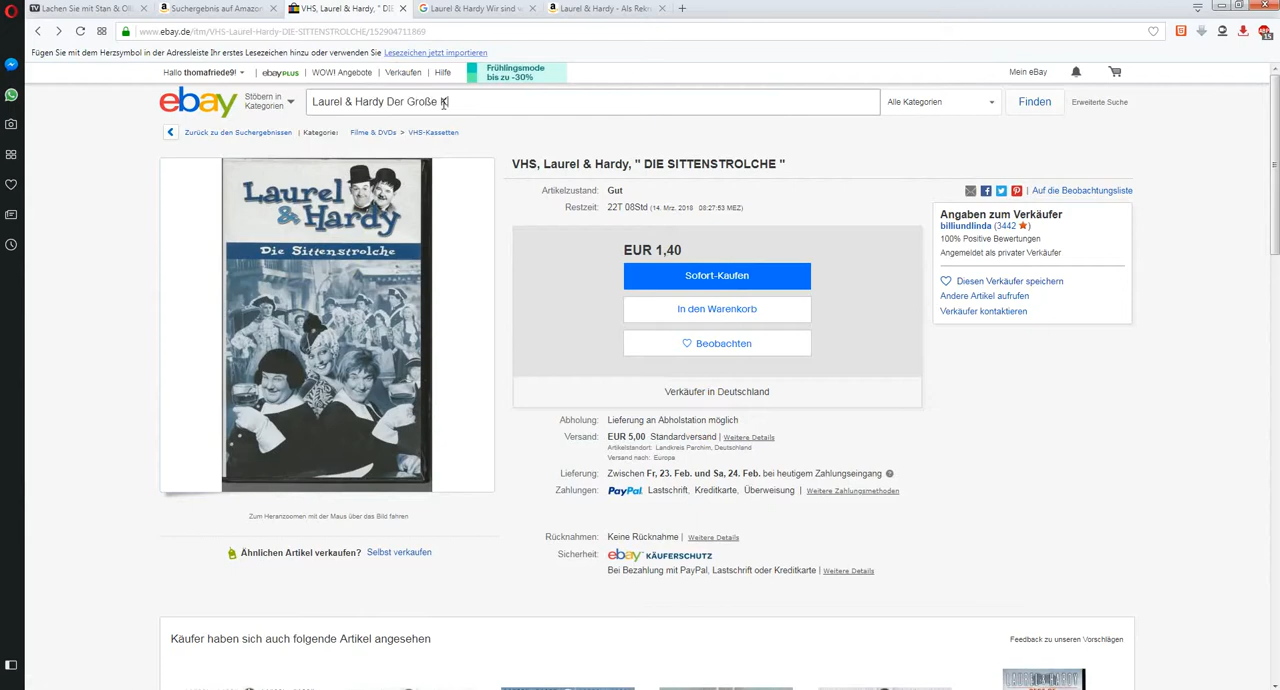 Lachen Sie mit Stan & Ol
Suchergebnis auf Amazon
VHS, Laurel & Hardy, " DI
Laurel & Hardy Wir sind v
Laurel & Hardy - Als Rekru
www.ebay.de/itm/VHS-Laurel-Hardy-DIE-SITTENSTROLCHE/152904711869
Fügen Sie mit dem Herzsymbol in der Adressleiste Ihr erstes Lesezeichen hinzu oder verwenden Sie Lesezeichen jetzt importieren
Hallo thomafriede9! ebayPLUS WOW! Angebote Verkaufen Hilfe
Frühlingsmode
bis zu -30%
Mein eBay
ebay
Stöbern in
Kategorien
Laurel & Hardy Der Große K
Alle Kategorien
Finden
Erweiterte Suche
Zurück zu den Suchergebnissen | Kategorie: Filme & DVDs > VHS-Kassetten
Laurel
& Hardy
Die Sittenstrolche
Zum Heranzoomen mit der Maus über das Bild fahren
Ähnlichen Artikel verkaufen? Selbst verkaufen
VHS, Laurel & Hardy, " DIE SITTENSTROLCHE "
Artikelzustand: Gut
Restzeit: 22T 08Std (14. Mrz. 2018 08:27:53 MEZ)
| Auf die Beobachtungsliste
EUR 1,40
Sofort-Kaufen
In den Warenkorb
Beobachten
Verkäufer in Deutschland
Angaben zum Verkäufer
billiundlinda (3442 )
100% Positive Bewertungen
Angemeldet als privater Verkäufer
Diesen Verkäufer speichern
Andere Artikel aufrufen
Verkäufer kontaktieren
Abholung: Lieferung an Abholstation möglich
Versand: EUR 5,00 Standardversand | Weitere Details
Artikelstandort: Landkreis Parchim, Deutschland
Versand nach: Europa
Lieferung: Zwischen Fr, 23. Feb. und Sa, 24. Feb. bei heutigem Zahlungseingang
Zahlungen: PayPal, Lastschrift, Kreditkarte, Überweisung | Weitere Zahlungsmethoden
Rücknahmen: Keine Rücknahme | Weitere Details
Sicherheit: ebay KÄUFERSCHUTZ
Bei Bezahlung mit PayPal, Lastschrift oder Kreditkarte | Weitere Details
Käufer haben sich auch folgende Artikel angesehen
Feedback zu unseren Vorschlägen
LAUREL & HARDY